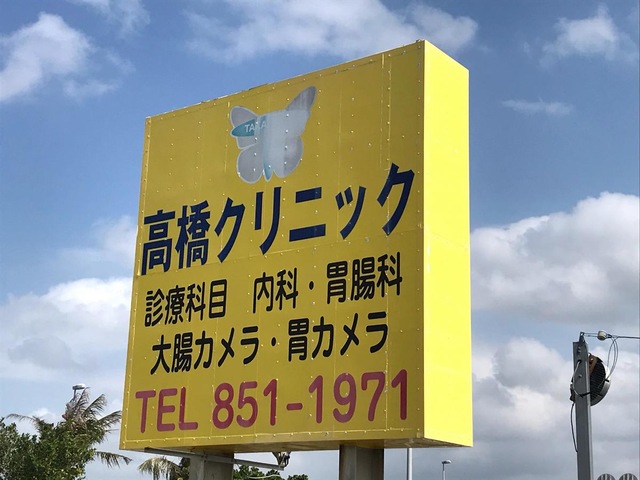 高橋クリニック
診療科目　内科・胃腸科
大腸カメラ・胃カメラ
TEL 851-1971